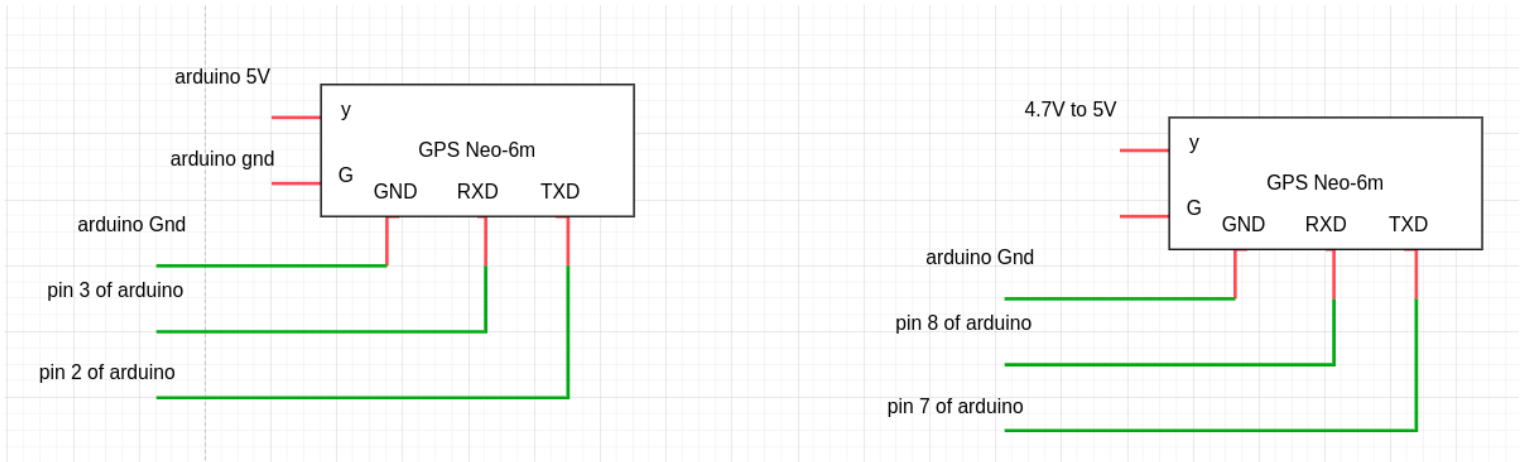 arduino 5V
y
arduino gnd
G
GPS Neo-6m
GND RXD TXD
arduino Gnd
pin 3 of arduino
pin 2 of arduino
4.7V to 5V
y
G
GPS Neo-6m
GND RXD TXD
arduino Gnd
pin 8 of arduino
pin 7 of arduino